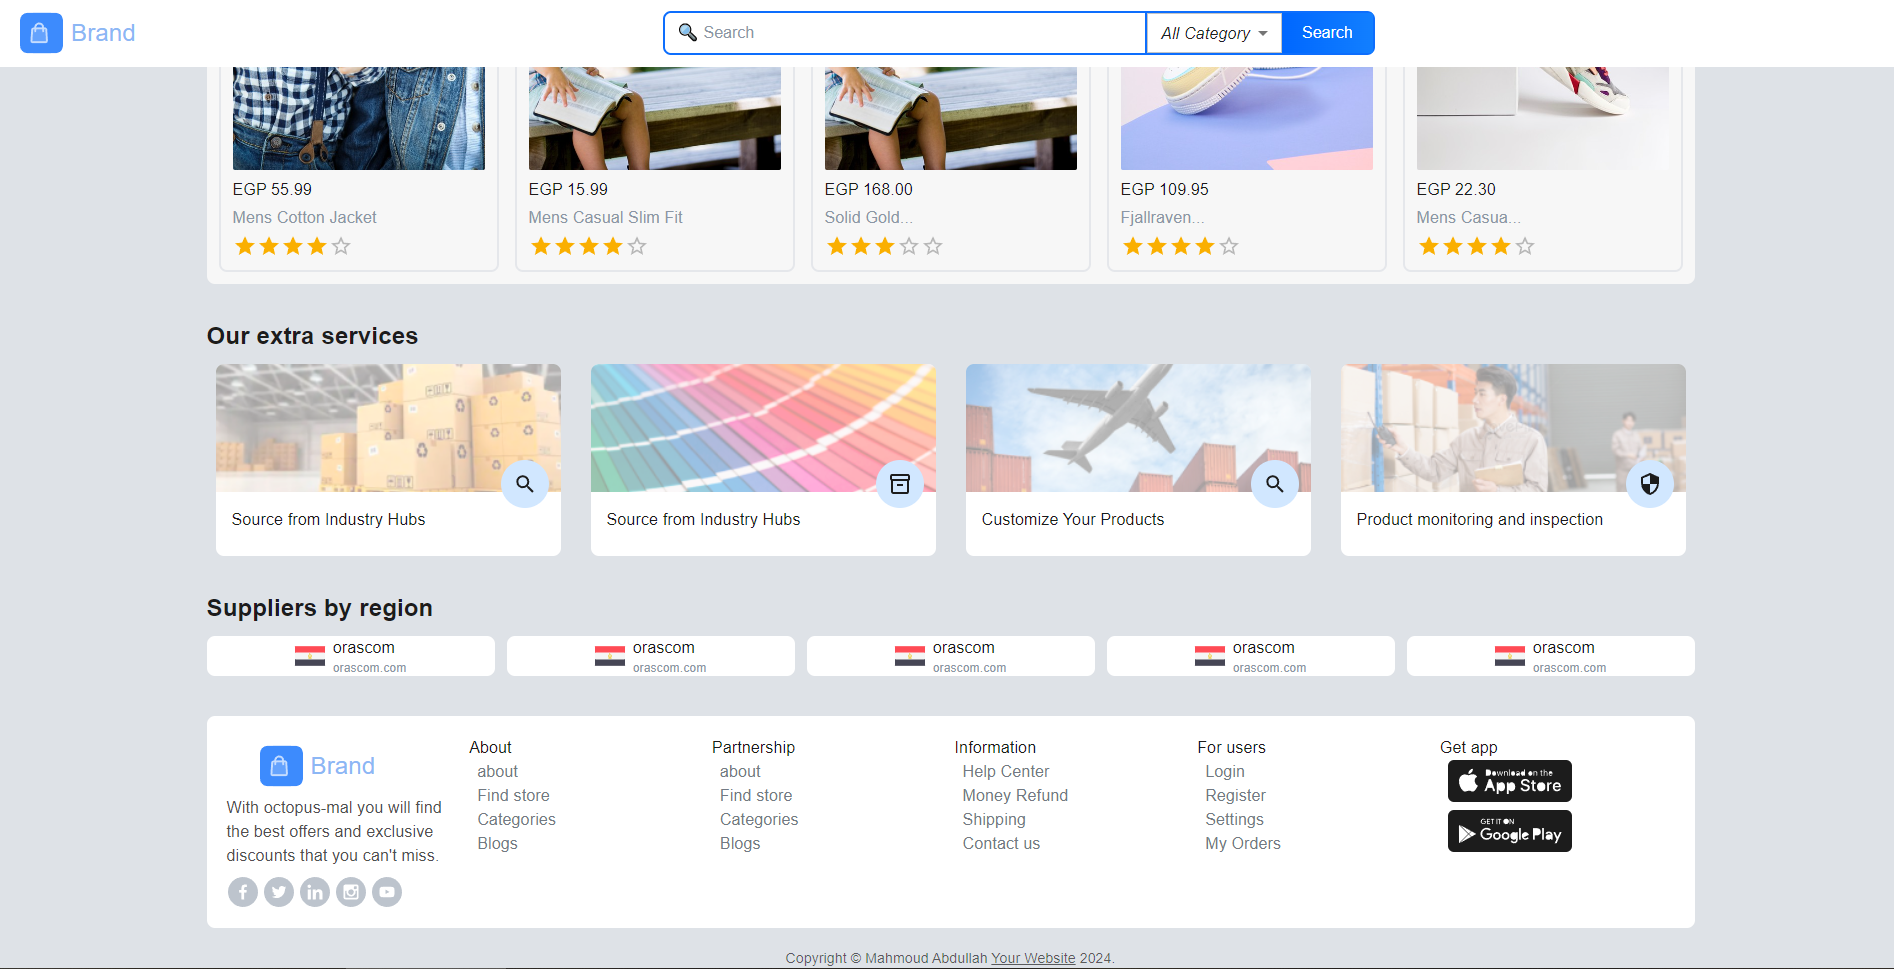 Brand
Search
All Category
Search
EGP 55.99
Mens Cotton Jacket
EGP 15.99
Mens Casual Slim Fit
EGP 168.00
Solid Gold...
EGP 109.95
Fjallraven...
EGP 22.30
Mens Casua...
Our extra services
Source from Industry Hubs
Source from Industry Hubs
Customize Your Products
Product monitoring and inspection
Suppliers by region
orascom
orascom.com
orascom
orascom.com
orascom
orascom.com
orascom
orascom.com
orascom
orascom.com
Brand
With octopus-mal you will find
the best offers and exclusive
discounts that you can't miss.
About
about
Find store
Categories
Blogs
Partnership
about
Find store
Categories
Blogs
Information
Help Center
Money Refund
Shipping
Contact us
For users
Login
Register
Settings
My Orders
Get app
Download on the
App Store
GET IT ON
Google Play
Copyright © Mahmoud Abdullah Your Website 2024.